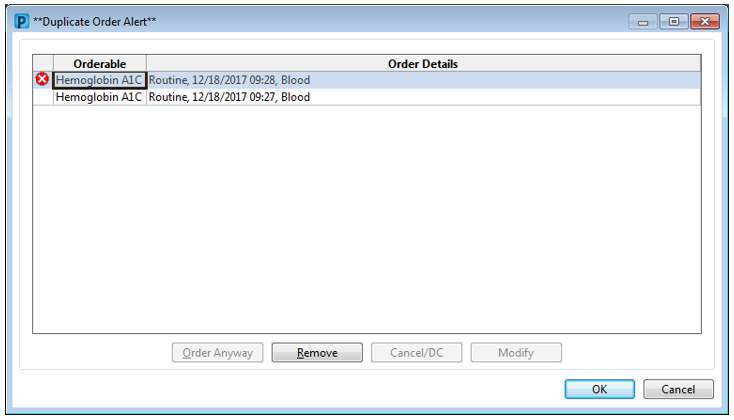 P **Duplicate Order Alert**
Orderable Order Details
Hemoglobin A1C Routine, 12/18/2017 09:28, Blood
Hemoglobin A1C Routine, 12/18/2017 09:27, Blood
Order Anyway Remove Cancel/DC Modify
OK Cancel